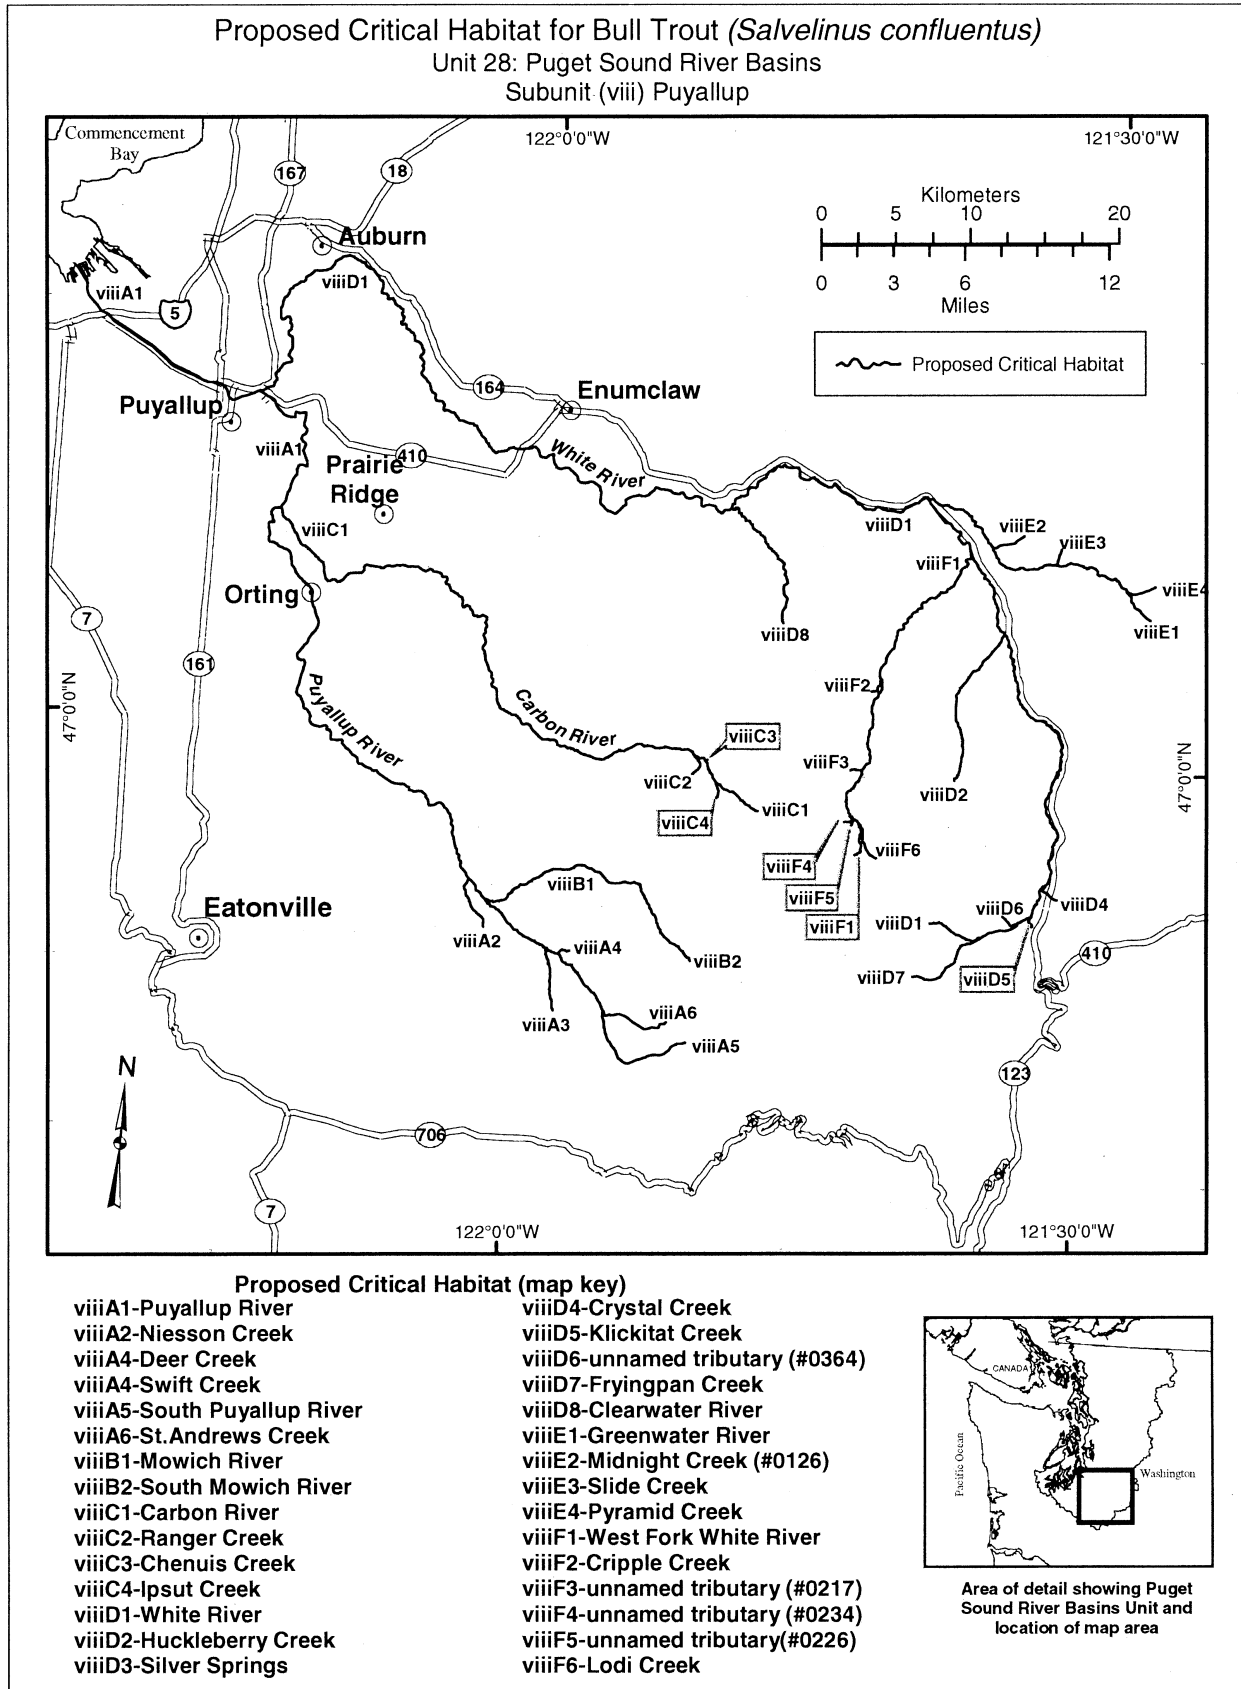 Proposed Critical Habitat for Bull Trout (Salvelinus confluentus)
Unit 28: Puget Sound River Basins
Subunit (viii) Puyallup
Commencement
Bay
122°0'0"W
121°30'0"W
167
18
Kilometers
0 5 10 20
0 3 6 12
Miles
Auburn
viiiD1
viiiA1
5
Proposed Critical Habitat
164
Enumclaw
Puyallup
viiiA1
410
Prairie
Ridge
White River
viiiC1
viiiD1
viiiE2
viiiE3
viiiF1
viiiE4
viiiE1
Orting
7
viiiD8
161
viiiF2
47°0'0"N
Puyallup River
Carbon River
viiiC3
viiiC2
viiiF3
47°0'0"N
viiiD2
viiiC1
viiiC4
viiiF6
viiiF4
viiiB1
viiiF5
viiiD6
viiiD4
Eatonville
viiiF1
viiiD1
viiiA2
viiiA4
viiiB2
410
viiiD7
viiiD5
viiiA3
viiiA6
viiiA5
N
123
706
7
122°0'0"W
121°30'0"W
Proposed Critical Habitat (map key)
viiiA1-Puyallup River
viiiA2-Niesson Creek
viiiA4-Deer Creek
viiiA4-Swift Creek
viiiA5-South Puyallup River
viiiA6-St.Andrews Creek
viiiB1-Mowich River
viiiB2-South Mowich River
viiiC1-Carbon River
viiiC2-Ranger Creek
viiiC3-Chenuis Creek
viiiC4-Ipsut Creek
viiiD1-White River
viiiD2-Huckleberry Creek
viiiD3-Silver Springs
viiiD4-Crystal Creek
viiiD5-Klickitat Creek
viiiD6-unnamed tributary (#0364)
viiiD7-Fryingpan Creek
viiiD8-Clearwater River
viiiE1-Greenwater River
viiiE2-Midnight Creek (#0126)
viiiE3-Slide Creek
viiiE4-Pyramid Creek
viiiF1-West Fork White River
viiiF2-Cripple Creek
viiiF3-unnamed tributary (#0217)
viiiF4-unnamed tributary (#0234)
viiiF5-unnamed tributary(#0226)
viiiF6-Lodi Creek
CANADA
Pacific Ocean
Washington
Area of detail showing Puget
Sound River Basins Unit and
location of map area